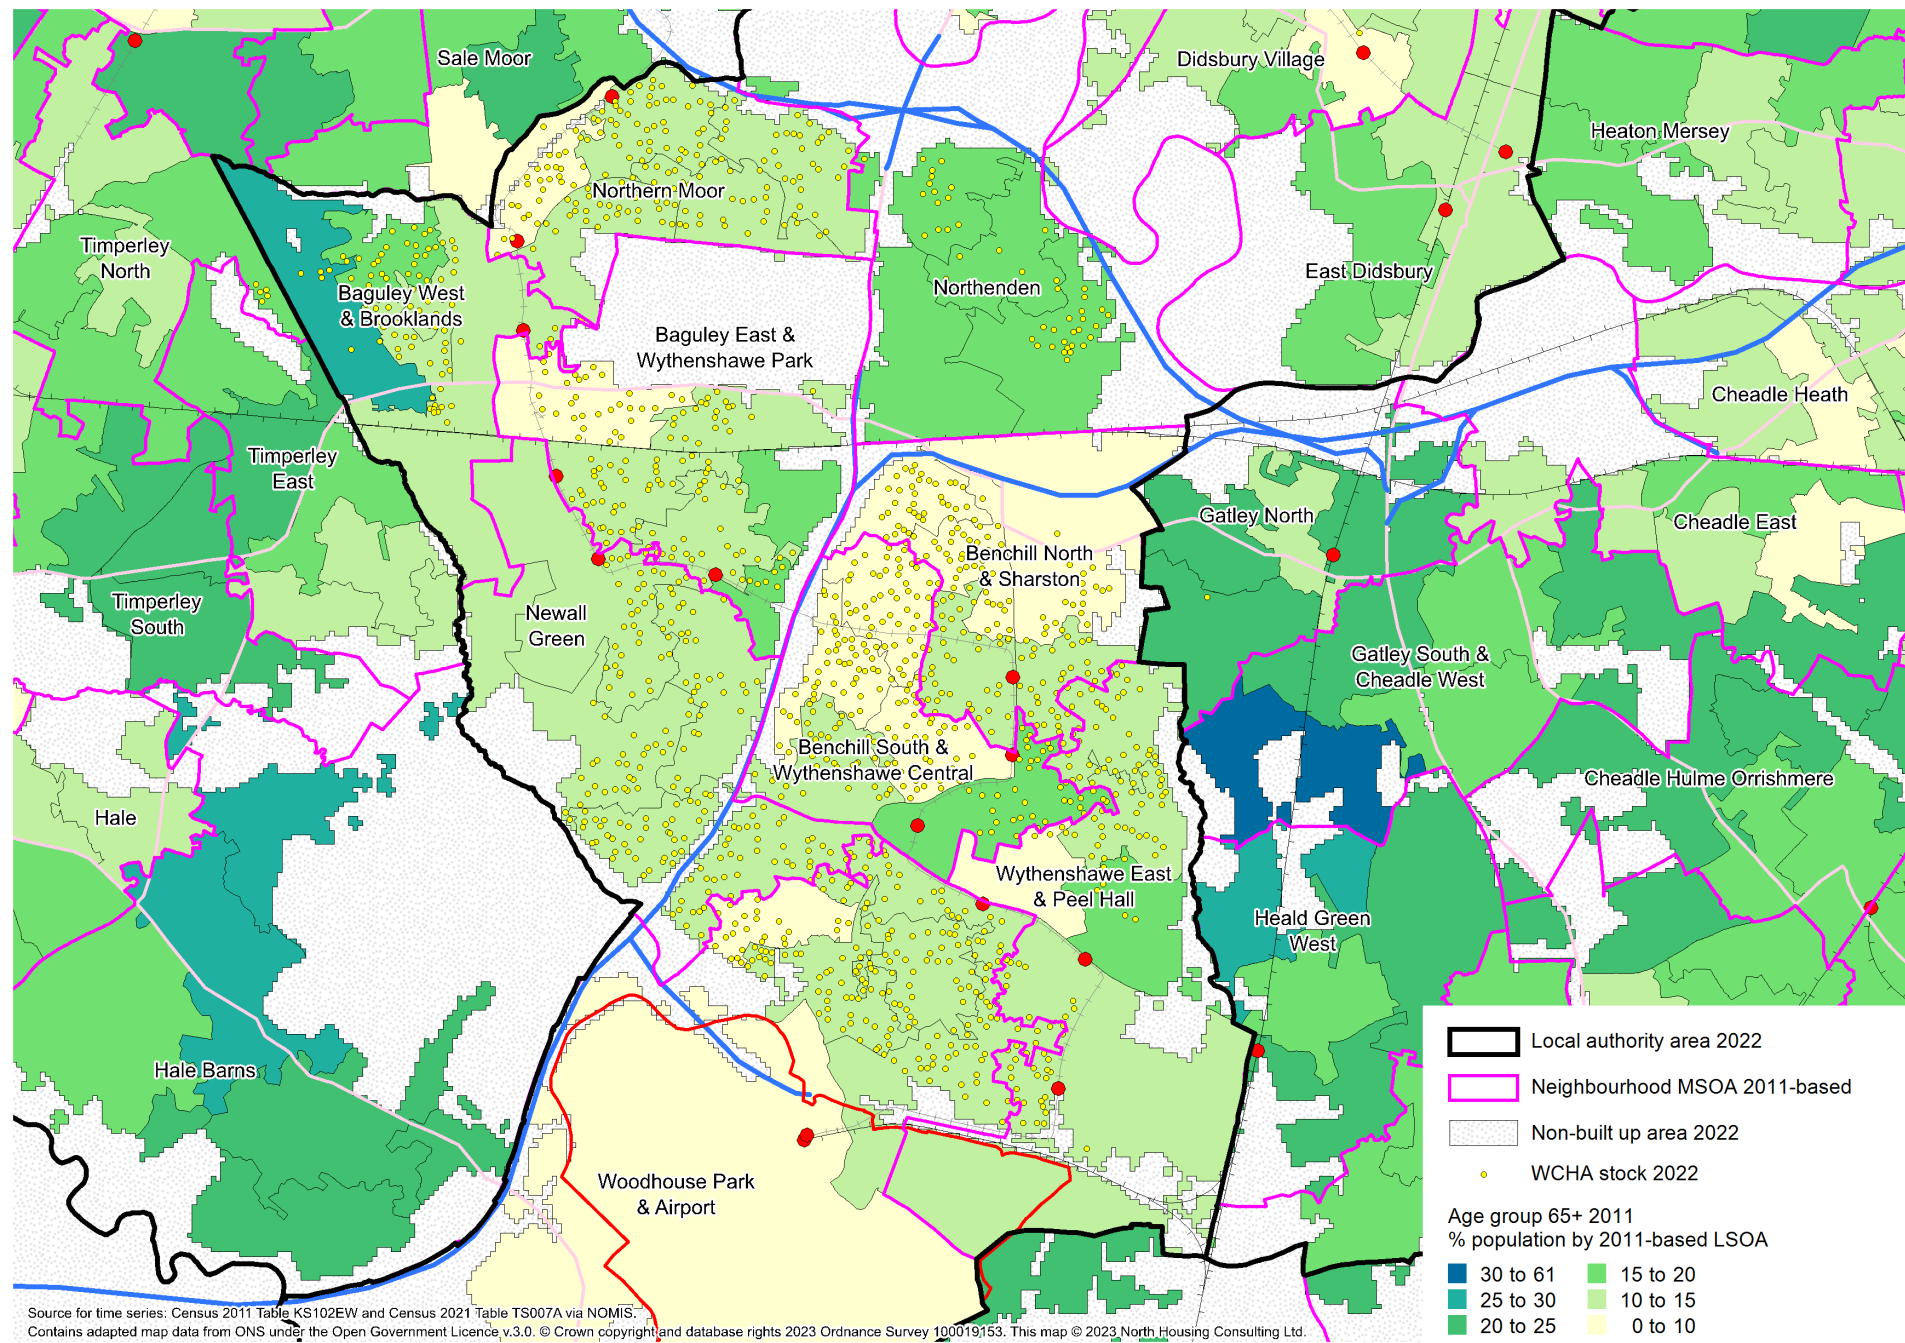 Sale Moor
Didsbury Village
Heaton Mersey
Northern Moor
Timperley
North
East Didsbury
Baguley West
& Brooklands
Northenden
Baguley East &
Wythenshawe Park
Cheadle Heath
Timperley
East
Gatley North
Cheadle East
Benchill North
& Sharston
Timperley
South
Newall
Green
Gatley South &
Cheadle West
Benchill South &
Wythenshawe Central
Cheadle Hulme Orrishmere
Hale
Wythenshawe East
& Peel Hall
Heald Green
West
Hale Barns
Woodhouse Park
& Airport
Local authority area 2022
Neighbourhood MSOA 2011-based
Non-built up area 2022
WCHA stock 2022
Age group 65+ 2011
% population by 2011-based LSOA
30 to 61
15 to 20
25 to 30
10 to 15
20 to 25
0 to 10
Source for time series: Census 2011 Table KS102EW and Census 2021 Table TS007A via NOMIS.
Contains adapted map data from ONS under the Open Government Licence v.3.0. © Crown copyright and database rights 2023 Ordnance Survey 100019153. This map © 2023 North Housing Consulting Ltd.